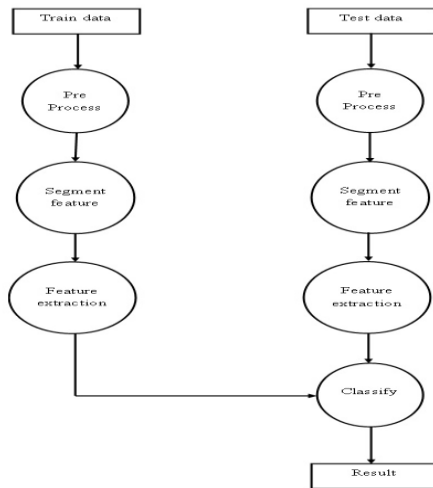 Train data
Pre
Process
Segment
feature
Feature
extraction
Test data
Pre
Process
Segment
feature
Feature
extraction
Classify
Result